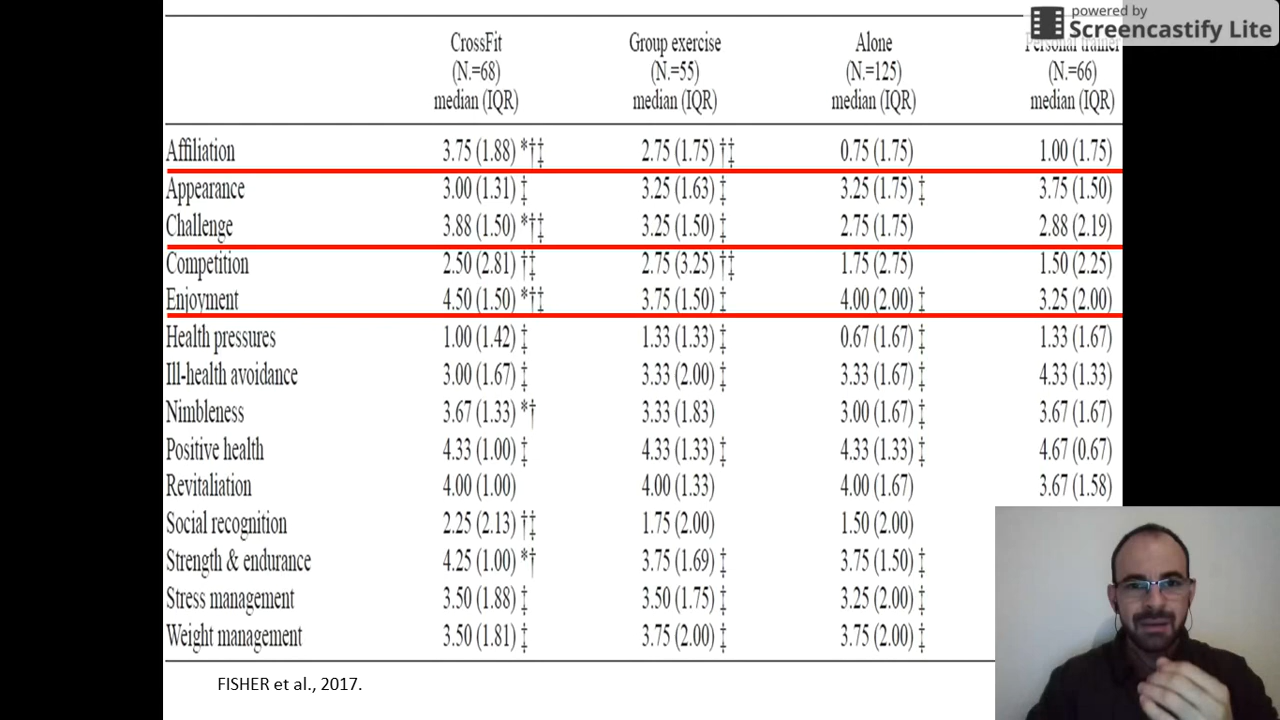 powered by
Screencastify Lite
CrossFit Group exercise Alone Personal trainer
(N.=68) (N.=55) (N.=125) (N.=66)
median (IQR) median (IQR) median (IQR) median (IQR)
Affiliation 3.75 (1.88) *†‡ 2.75 (1.75) †‡ 0.75 (1.75) 1.00 (1.75)
Appearance 3.00 (1.31) ‡ 3.25 (1.63) ‡ 3.25 (1.75) ‡ 3.75 (1.50)
Challenge 3.88 (1.50) *†‡ 3.25 (1.50) ‡ 2.75 (1.75) 2.88 (2.19)
Competition 2.50 (2.81) †‡ 2.75 (3.25) †‡ 1.75 (2.75) 1.50 (2.25)
Enjoyment 4.50 (1.50) *†‡ 3.75 (1.50) ‡ 4.00 (2.00) ‡ 3.25 (2.00)
Health pressures 1.00 (1.42) ‡ 1.33 (1.33) ‡ 0.67 (1.67) ‡ 1.33 (1.67)
Ill-health avoidance 3.00 (1.67) ‡ 3.33 (2.00) ‡ 3.33 (1.67) ‡ 4.33 (1.33)
Nimbleness 3.67 (1.33) *† 3.33 (1.83) 3.00 (1.67) ‡ 3.67 (1.67)
Positive health 4.33 (1.00) ‡ 4.33 (1.33) ‡ 4.33 (1.33) ‡ 4.67 (0.67)
Revitaliation 4.00 (1.00) 4.00 (1.33) 4.00 (1.67) 3.67 (1.58)
Social recognition 2.25 (2.13) †‡ 1.75 (2.00) 1.50 (2.00)
Strength & endurance 4.25 (1.00) *† 3.75 (1.69) ‡ 3.75 (1.50) ‡
Stress management 3.50 (1.88) ‡ 3.50 (1.75) ‡ 3.25 (2.00) ‡
Weight management 3.50 (1.81) ‡ 3.75 (2.00) ‡ 3.75 (2.00) ‡
FISHER et al., 2017.